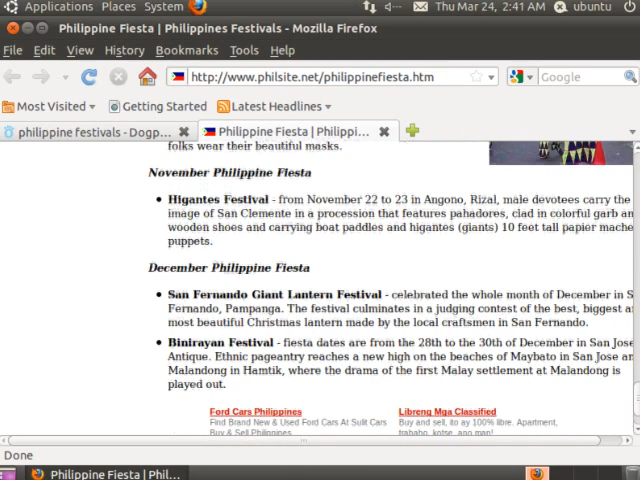 Applications Places System Thu Mar 24, 2:41 AM ubuntu
Philippine Fiesta | Philippines Festivals - Mozilla Firefox
File Edit View History Bookmarks Tools Help
http://www.philsite.net/philippinefiesta.htm Google
Most Visited Getting Started Latest Headlines
philippine festivals - Dogp... Philippine Fiesta | Philippi...
folks wear their beautiful masks.
November Philippine Fiesta
Higantes Festival - from November 22 to 23 in Angono, Rizal, male devotees carry the
image of San Clemente in a procession that features pahadores, clad in colorful garb an
wooden shoes and carrying boat paddles and higantes (giants) 10 feet tall papier mache
puppets.
December Philippine Fiesta
San Fernando Giant Lantern Festival - celebrated the whole month of December in S
Fernando, Pampanga. The festival culminates in a judging contest of the best, biggest a
most beautiful Christmas lantern made by the local craftsmen in San Fernando.
Binirayan Festival - fiesta dates are from the 28th to the 30th of December in San Jose
Antique. Ethnic pageantry reaches a new high on the beaches of Maybato in San Jose an
Malandong in Hamtik, where the drama of the first Malay settlement at Malandong is
played out.
Ford Cars Philippines Libreng Mga Classified
Find Brand New & Used Ford Cars At Sulit Cars Buy and sell, ito ay 100% libre. Apartment,
Buy & Sell Philippines trabaho, kotse, ano man!
Done
Philippine Fiesta | Phil...